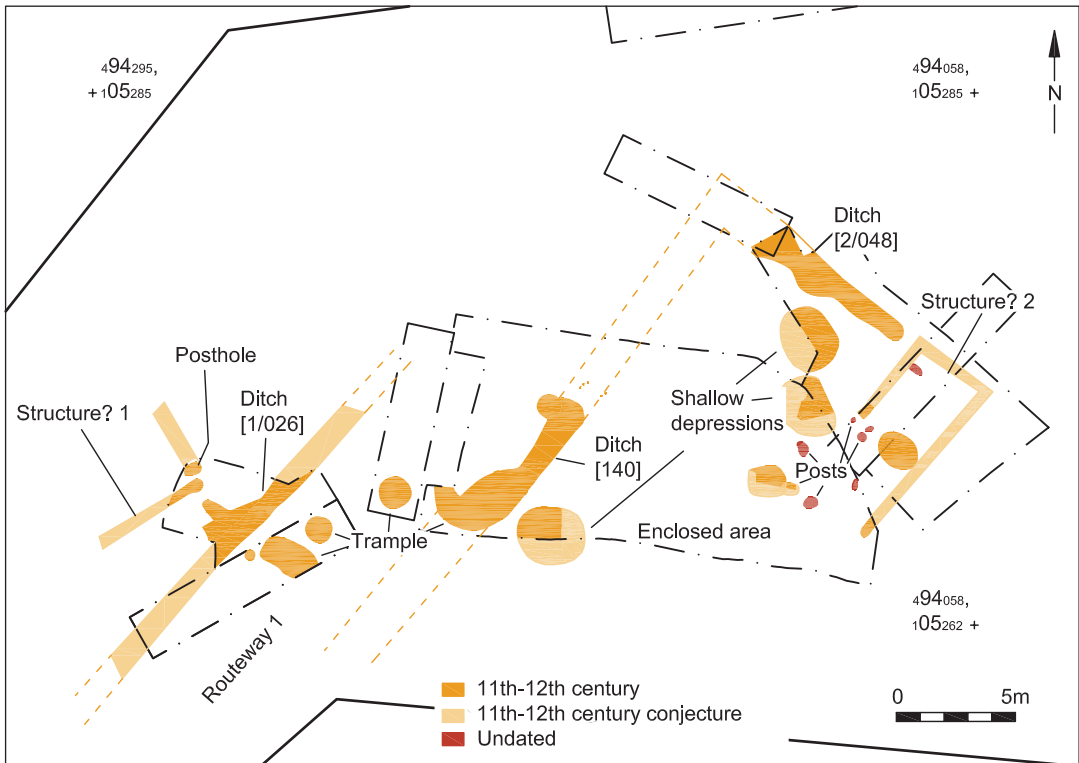 494295,
+ 105285
494058,
105285 +
N
Ditch
[2/048]
Structure? 2
Posthole
Structure? 1
Ditch
[1/026]
Shallow
depressions
Ditch
[140]
Posts
Trample
Enclosed area
Routeway 1
494058,
105262 +
11th-12th century
11th-12th century conjecture
Undated
0 5m